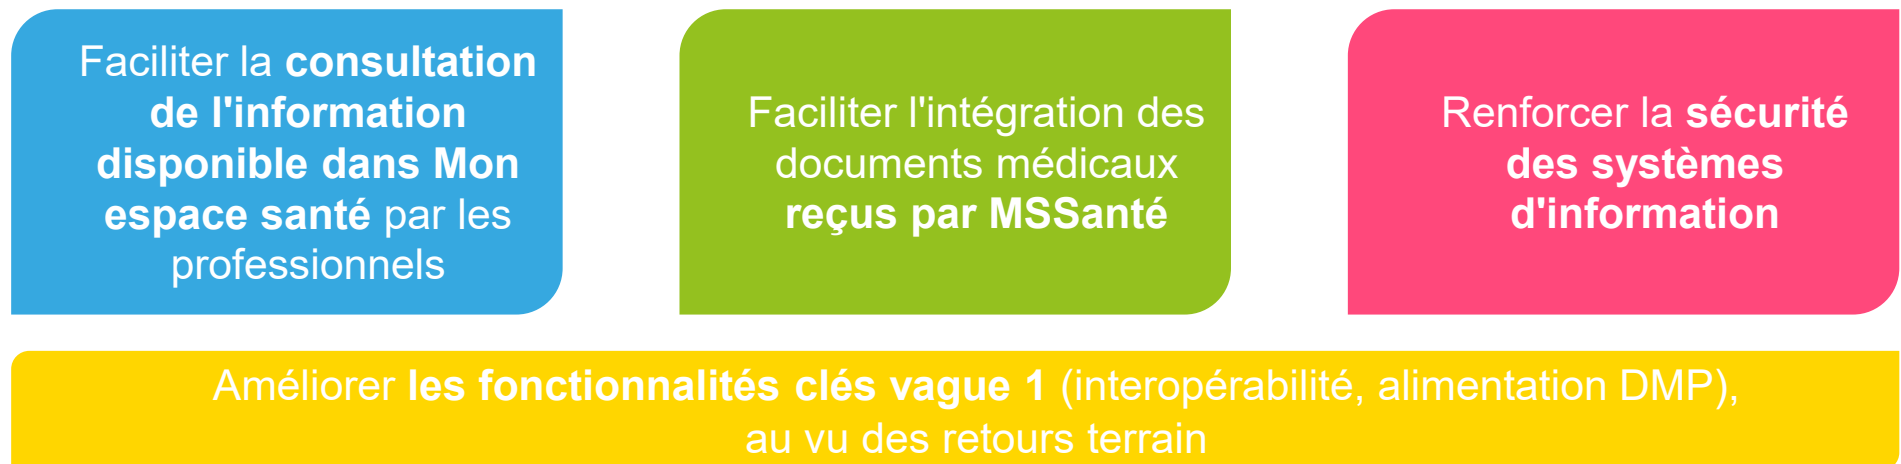 Faciliter la consultation
de l'information
disponible dans Mon
espace santé par les
professionnels
Faciliter l'intégration des
documents médicaux
reçus par MSSanté
Renforcer la sécurité
des systèmes
d'information
Améliorer les fonctionnalités clés vague 1 (interopérabilité, alimentation DMP),
au vu des retours terrain